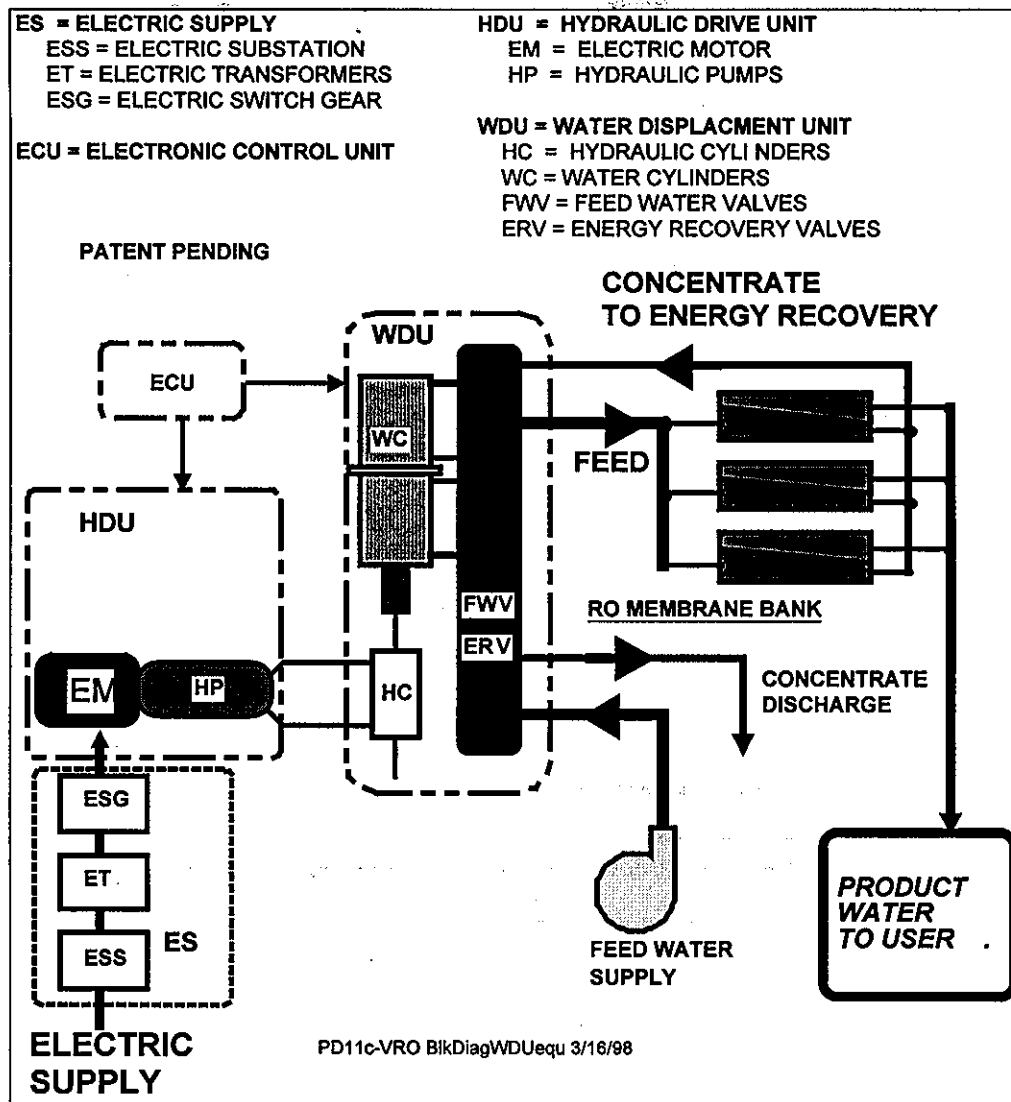 ES = ELECTRIC SUPPLY
ESS = ELECTRIC SUBSTATION
ET = ELECTRIC TRANSFORMERS
ESG = ELECTRIC SWITCH GEAR
ECU = ELECTRONIC CONTROL UNIT
HDU = HYDRAULIC DRIVE UNIT
EM = ELECTRIC MOTOR
HP = HYDRAULIC PUMPS
WDU = WATER DISPLACMENT UNIT
HC = HYDRAULIC CYLI NDERS
WC = WATER CYLINDERS
FWV = FEED WATER VALVES
ERV = ENERGY RECOVERY VALVES
PATENT PENDING
CONCENTRATE
TO ENERGY RECOVERY
WDU
ECU
WC
FEED
HDU
FWV
RO MEMBRANE BANK
ERV
EM
HP
HC
CONCENTRATE
DISCHARGE
ESG
ET
ESS
ES
FEED WATER
SUPPLY
PRODUCT
WATER
TO USER .
ELECTRIC
SUPPLY
PD11c-VRO BlkDiagWDUequ 3/16/98